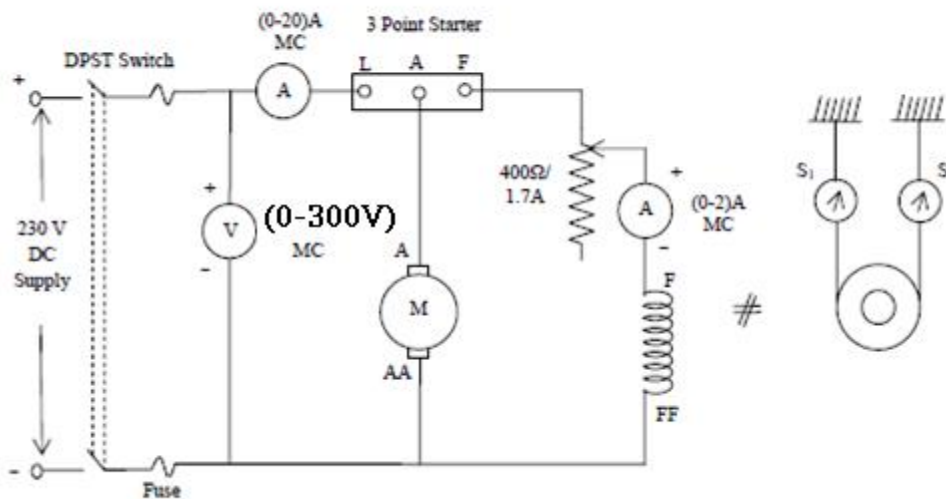 (0-20)A
MC
3 Point Starter
DPST Switch
L A F
+
A
230 V
DC
Supply
+
V
-
(0-300V)
MC
400Ω/
1.7A
A
+
-
(0-2)A
MC
S1
S
A
M
AA
F
FF
-
Fuse